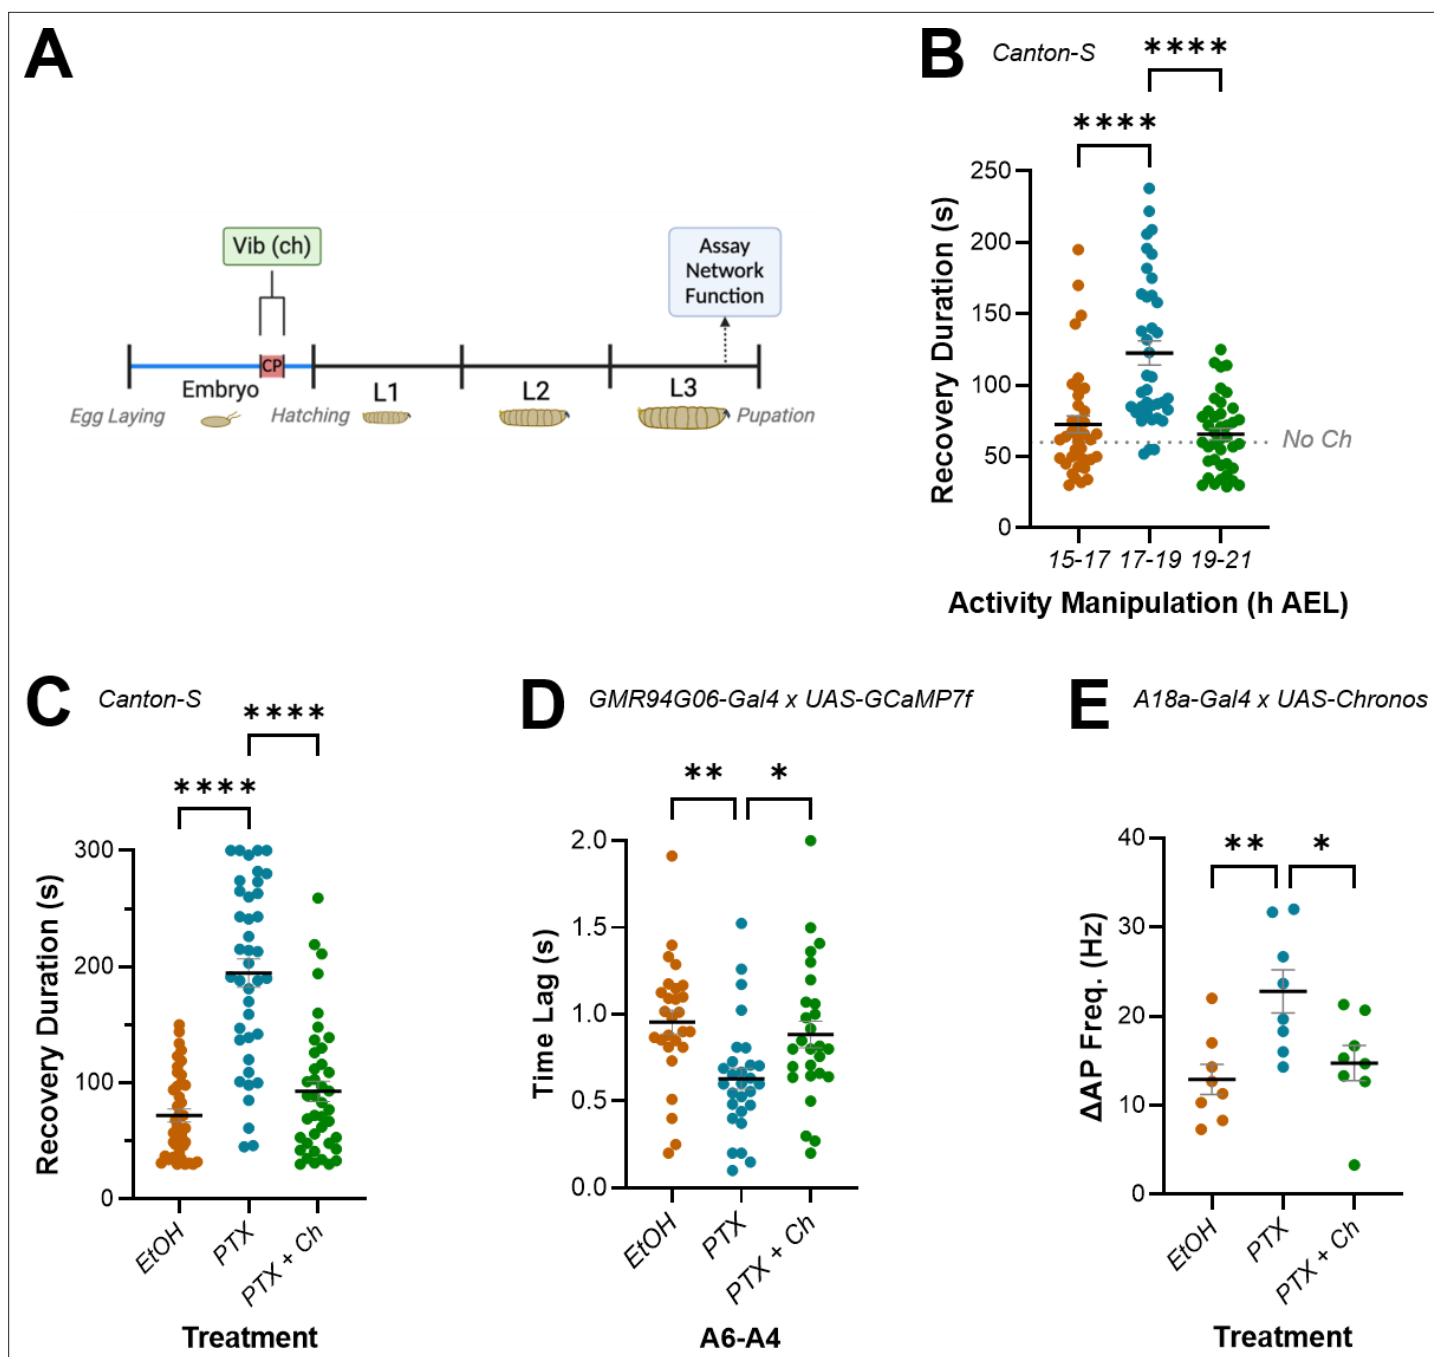 A
Vib (ch)
Assay
Network
Function
CP
Embryo
L1
L2
L3
Egg Laying
Hatching
Pupation
B
Canton-S
****
****
Recovery Duration (s)
250
200
150
100
50
0
No Ch
15-17 17-19 19-21
Activity Manipulation (h AEL)
C
Canton-S
****
****
Recovery Duration (s)
300
200
100
0
EtOH
PTX
PTX + Ch
Treatment
D
GMR94G06-Gal4 x UAS-GCaMP7f
** *
Time Lag (s)
2.0
1.5
1.0
0.5
0.0
EtOH
PTX
PTX + Ch
A6-A4
E
A18a-Gal4 x UAS-Chronos
** *
ΔAP Freq. (Hz)
40
30
20
10
0
EtOH
PTX
PTX + Ch
Treatment